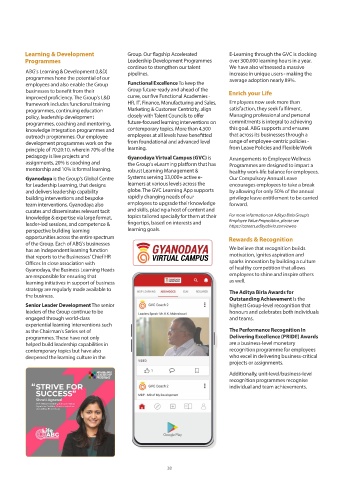 Learning & Development
Programmes
ABG's Learning & Development (L&D)
programmes hone the potential of our
employees and also enable the Group
businesses to benefit from their
improved proficiency. The Group's L&D
framework includes functional training
programmes, continuing education
policy, leadership development
programmes, coaching and mentoring,
knowledge integration programmes and
outreach programmes. Our employee
development programmes work on the
principle of 70:20:10, wherein 70% of the
pedagogy is live projects and
assignments, 20% is coaching and
mentorship and 10% is formal learning.
Gyanodaya is the Group's Global Centre
for Leadership Learning, that designs
and delivers leadership capability
building interventions and bespoke
team interventions. Gyanodaya also
curates and disseminates relevant tacit
knowledge & expertise via large format,
leader-led sessions, and competence &
perspective building learning
opportunities across the entire spectrum
of the Group. Each of ABG's businesses
has an independent learning function
that reports to the Businesses' Chief HR
Offices. In close association with
Gyanodaya, the Business Learning Heads
are responsible for ensuring that
learning initiatives in support of business
strategy are regularly made available to
the business.
Senior Leader Development The senior
leaders of the Group continue to be
engaged through world-class
experiential learning interventions such
as the Chairman's Series set of
programmes. These have not only
helped build leadership capabilities in
contemporary topics but have also
deepened the learning culture in the
"STRIVE FOR
SUCCESS"
Life
@ABG
Group. Our flagship Accelerated
Leadership Development Programmes
continue to strengthen our talent
pipelines.
Functional Excellence To keep the
Group future-ready and ahead of the
curve, our five Functional Academies -
HR, IT, Finance, Manufacturing and Sales,
Marketing & Customer Centricity, align
closely with Talent Councils to offer
future-focused learning interventions on
contemporary topics. More than 4,300
employees at all levels have benefited
from foundational and advanced level
learning.
Gyanodaya Virtual Campus (GVC) is
the Group's eLearning platform that has
robust Learning Management &
Systems serving 33,000+ active e-
learners at various levels across the
globe. The GVC Learning App supports
rapidly changing needs of our
employees to upgrade their knowledge
and skills, placing a host of content and
topics tailored specially for them at their
fingertips, based on interests and
learning goals.
GYANODAYA
VIRTUAL CAMPUS
GVC Coach 2
VIDEO
GVC Coach 2
Google Play
E-Learning through the GVC is clocking
over 300,000 learning hours in a year.
We have also witnessed a massive
increase in unique users - making the
average adoption nearly 89%.
Enrich your Life
Employees seek more than
satisfaction, they seek fulfilment.
Managing professional and personal
commitments is integral to achieving
this goal. ABG supports and ensures
that across its businesses through a
range of employee-centric policies -
from Leave Policies and Flexible Work
Arrangements to Employee Wellness
Programmes are designed to impact a
healthy work-life balance for employees.
Our Compulsory Annual Leave
encourages employees to take a break
by allowing for only 50% of the annual
privilege leave entitlement to be carried
forward.
For more information on Aditya Birla Group's
Employee Value Proposition, please see
Rewards & Recognition
We believe that recognition builds
motivation, ignites aspiration and
sparks innovation by building a culture
of healthy competition that allows
employees to shine and inspire others
as well.
The Aditya Birla Awards for
Outstanding Achievement is the
highest Group-level recognition that
honours and celebrates both individuals
and teams.
The Performance Recognition In
Delivering Excellence (PRIDE) Awards
are a business-level monetary
recognition programme for employees
who excel in delivering business-critical
projects or assignments.
Additionally, unit-level/business-level
recognition programmes recognise
individual and team achievements.